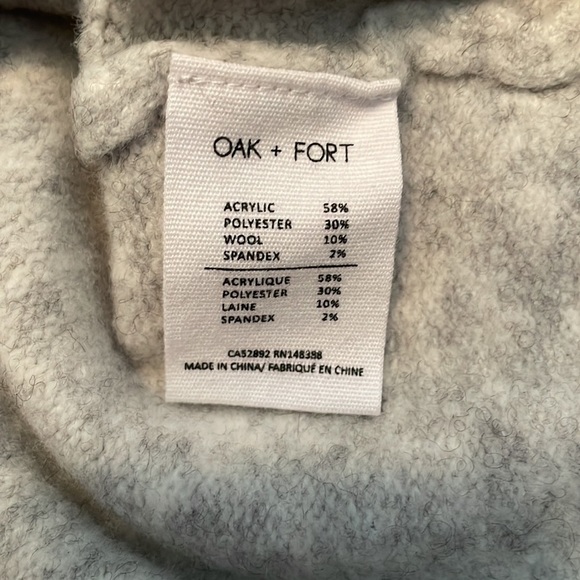 OAK + FORT
ACRYLIC 58%
POLYESTER 30%
WOOL 10%
SPANDEX 2%
ACRYLIQUE 58%
POLYESTER 30%
LAINE 10%
SPANDEX 2%
CA52892 RN148388
MADE IN CHINA/ FABRIQUÉ EN CHINE